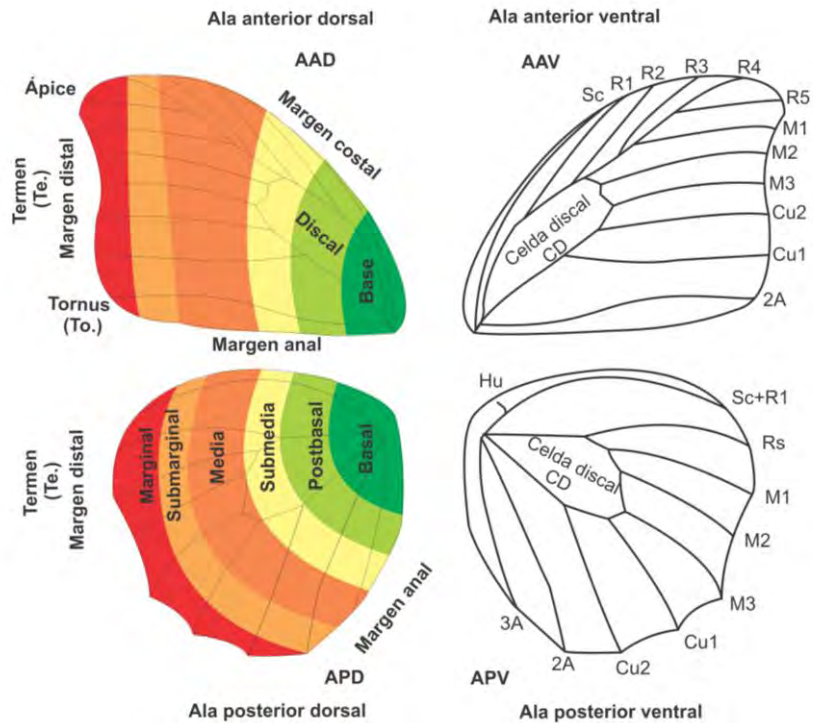 Ala anterior dorsal
AAD
Ápice
Margen costal
Termen
(Te.)
Margen distal
Discal
Base
Tornus
(To.)
Margen anal
Ala anterior ventral
AAV
Sc
R1
R2
R3
R4
R5
M1
M2
M3
Cu2
Cu1
2A
Celda discal
CD
Termen
(Te.)
Margen distal
Marginal
Submarginal
Media
Submedia
Postbasal
Basal
Margen anal
APD
Ala posterior dorsal
Hu
Sc+R1
Rs
M1
M2
M3
Cu1
Cu2
2A
3A
Celda discal
CD
APV
Ala posterior ventral